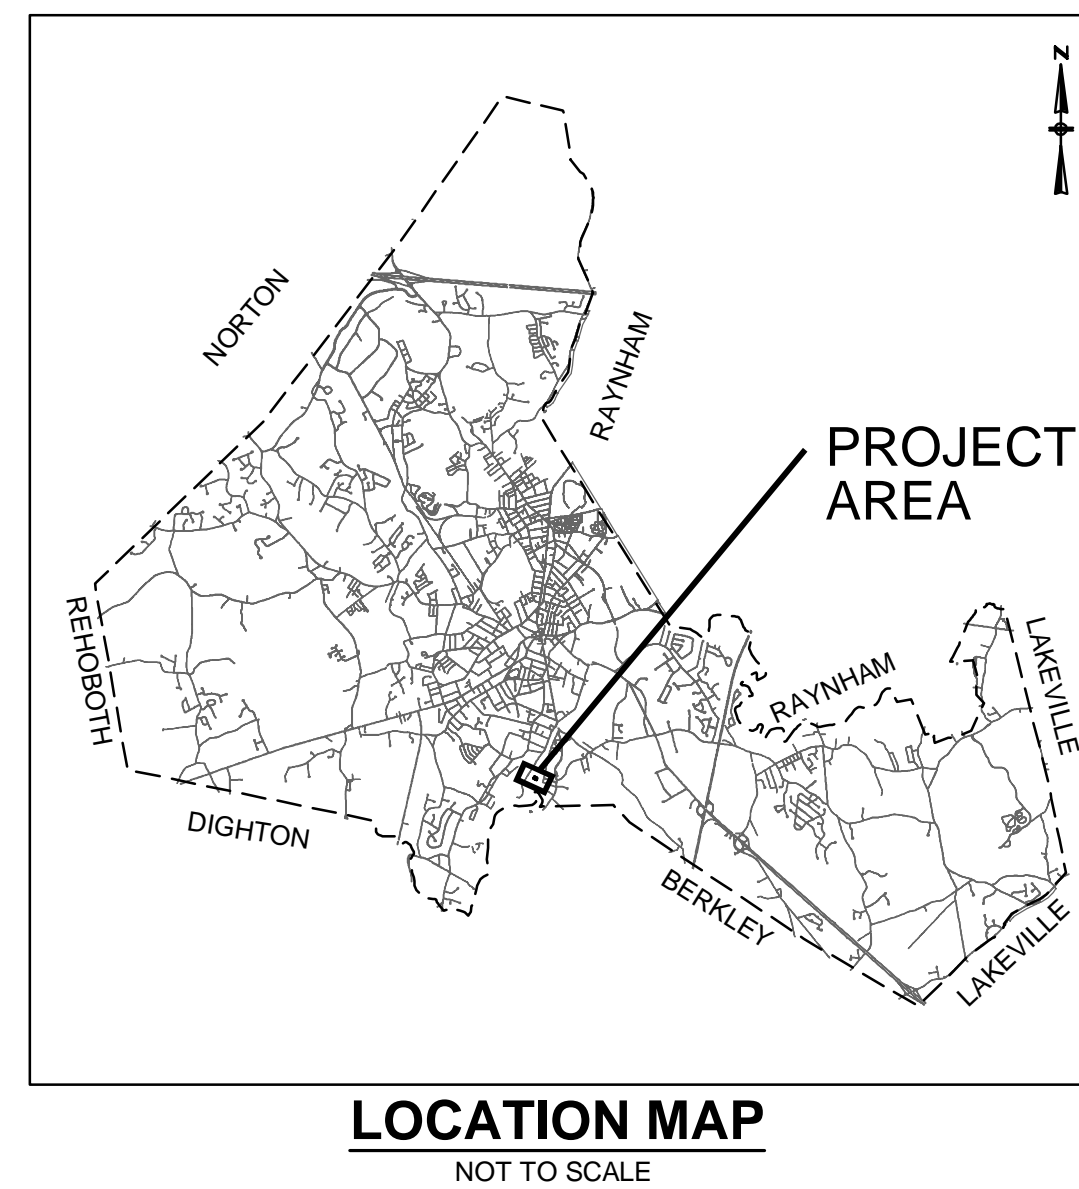 N
NORTON
RAYNHAM
PROJECT
AREA
REHOBOTH
RAYNHAM
LAKEVILLE
DIGHTON
BERKLEY
LAKEVILLE
LOCATION MAP
NOT TO SCALE